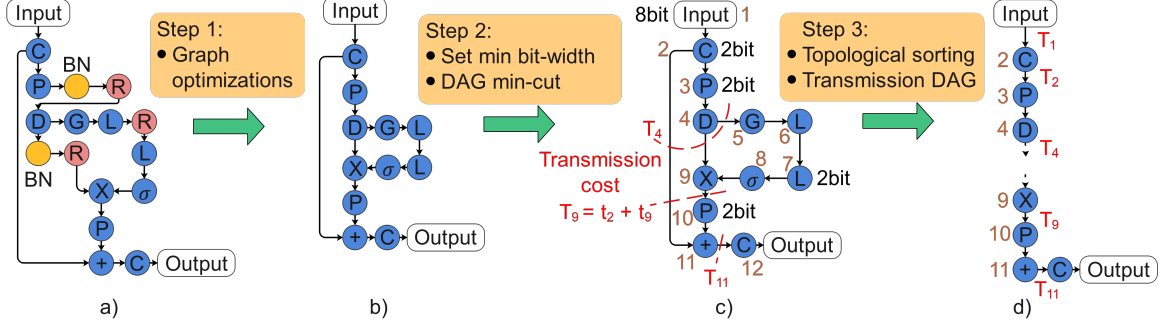 Input
C
P
BN
R
D
G
L
R
BN
R
L
X
σ
P
+
C
Output
a)
Step 1:
• Graph
optimizations
Input
C
P
D
G
L
X
σ
L
P
+
C
Output
b)
Step 2:
• Set min bit-width
• DAG min-cut
8bit
Input
1
2
C
2bit
3
P
2bit
4
D
G
L
5
6
T4
Transmission
cost
8
7
9
X
σ
L
2bit
T9 = t2 + t9
10
P
2bit
+
C
Output
11
12
T11
c)
Step 3:
• Topological sorting
• Transmission DAG
Input
T1
2
C
T2
3
P
4
D
T4
9
X
T9
10
P
11
+
C
Output
T11
d)